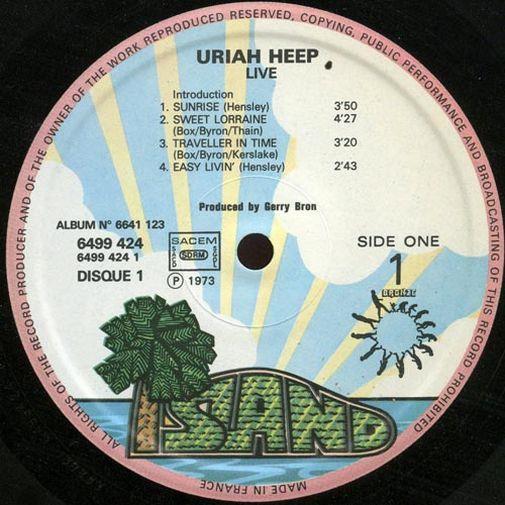 ALL RIGHTS OF THE RECORD PRODUCER AND OF THE OWNER OF THE WORK REPRODUCED RESERVED, COPYING, PUBLIC PERFORMANCE AND BROADCASTING OF THIS RECORD PROHIBITED
URIAH HEEP
LIVE
Introduction
1. SUNRISE (Hensley) 3'50
2. SWEET LORRAINE 4'27
(Box/Byron/Thain)
3. TRAVELLER IN TIME 3'20
(Box/Byron/Kerslake)
4. EASY LIVIN' (Hensley) 2'43
Produced by Gerry Bron
ALBUM Nº 6641 123
6499 424
6499 424 1
DISQUE 1
SACEM
SACD
SDRM
SGDL
℗ 1973
SIDE ONE
1
BRONZE
ISLAND
MADE IN FRANCE